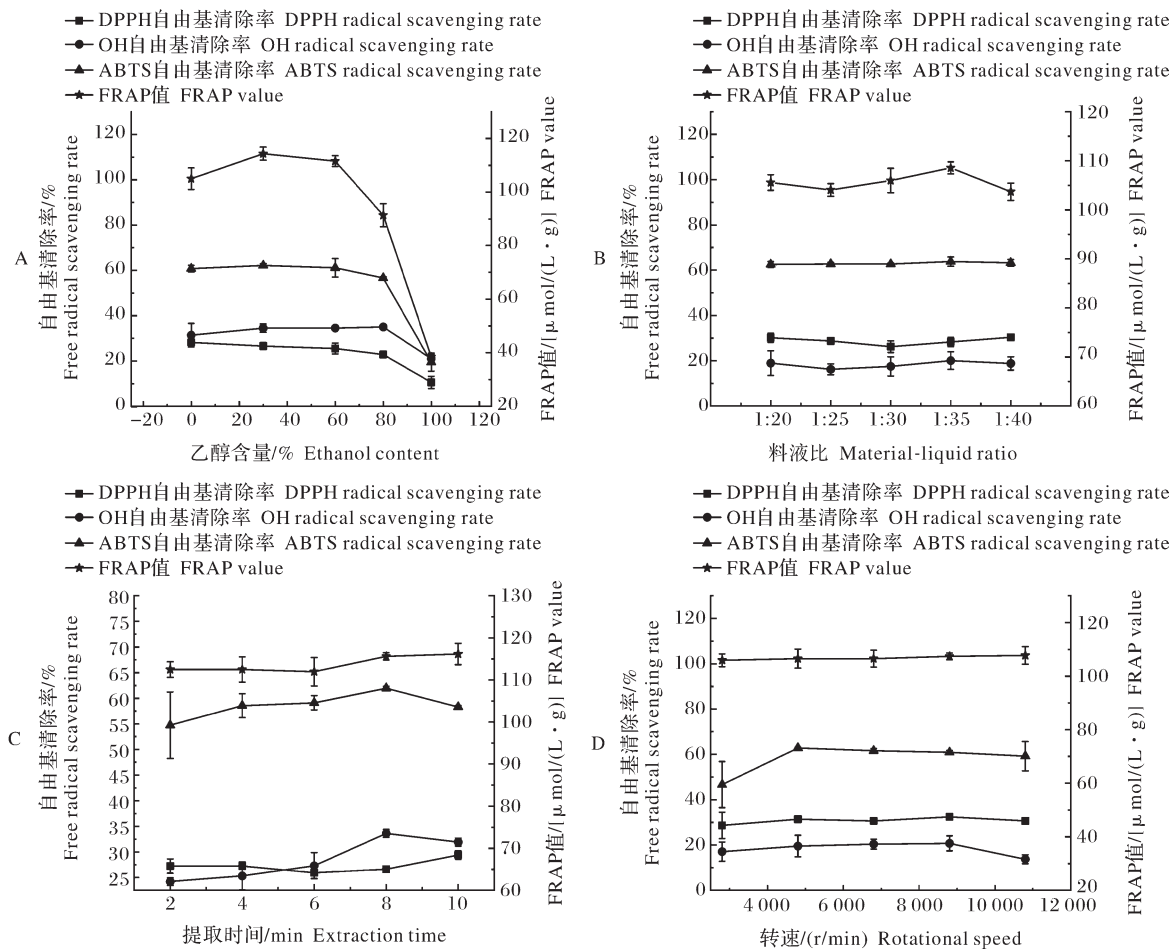 DPPH自由基清除率 DPPH radical scavenging rate
OH自由基清除率 OH radical scavenging rate
ABTS自由基清除率 ABTS radical scavenging rate
FRAP值 FRAP value
A
自由基清除率/%
Free radical scavenging rate/%
120
100
80
60
40
20
0
−20 0 20 40 60 80 100 120
120
100
80
60
40
20
FRAP值/[μmol/(L·g)] FRAP value
乙醇含量/% Ethanol content
DPPH自由基清除率 DPPH radical scavenging rate
OH自由基清除率 OH radical scavenging rate
ABTS自由基清除率 ABTS radical scavenging rate
FRAP值 FRAP value
B
自由基清除率/%
Free radical scavenging rate/%
120
100
80
60
40
20
0
1:20 1:25 1:30 1:35 1:40
120
110
100
90
80
70
60
FRAP值/[μmol/(L·g)] FRAP value
料液比 Material-liquid ratio
DPPH自由基清除率 DPPH radical scavenging rate
OH自由基清除率 OH radical scavenging rate
ABTS自由基清除率 ABTS radical scavenging rate
FRAP值 FRAP value
C
自由基清除率/%
Free radical scavenging rate/%
80
75
70
65
60
55
50
45
35
30
25
2 4 6 8 10
130
120
110
100
90
80
70
60
FRAP值/[μmol/(L·g)] FRAP value
提取时间/min Extraction time
DPPH自由基清除率 DPPH radical scavenging rate
OH自由基清除率 OH radical scavenging rate
ABTS自由基清除率 ABTS radical scavenging rate
FRAP值 FRAP value
D
自由基清除率/%
Free radical scavenging rate/%
120
100
80
60
40
20
0
4 000 6 000 8 000 10 000 12 000
120
100
80
60
40
20
FRAP值/[μmol/(L·g)] FRAP value
转速/(r/min) Rotational speed